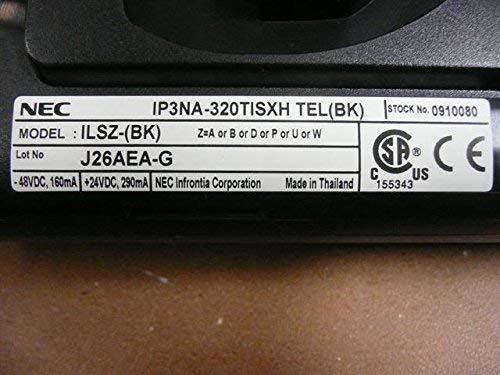 NEC IP3NA-320TISXH TEL(BK) STOCK No. 0910080
MODEL : ILSZ-(BK) Z=A or B or D or P or U or W
Lot No J26AEA-G
SA ® C US
155343
CE
- 48VDC, 160mA +24VDC, 290mA NEC Infrontia Corporation Made in Thailand